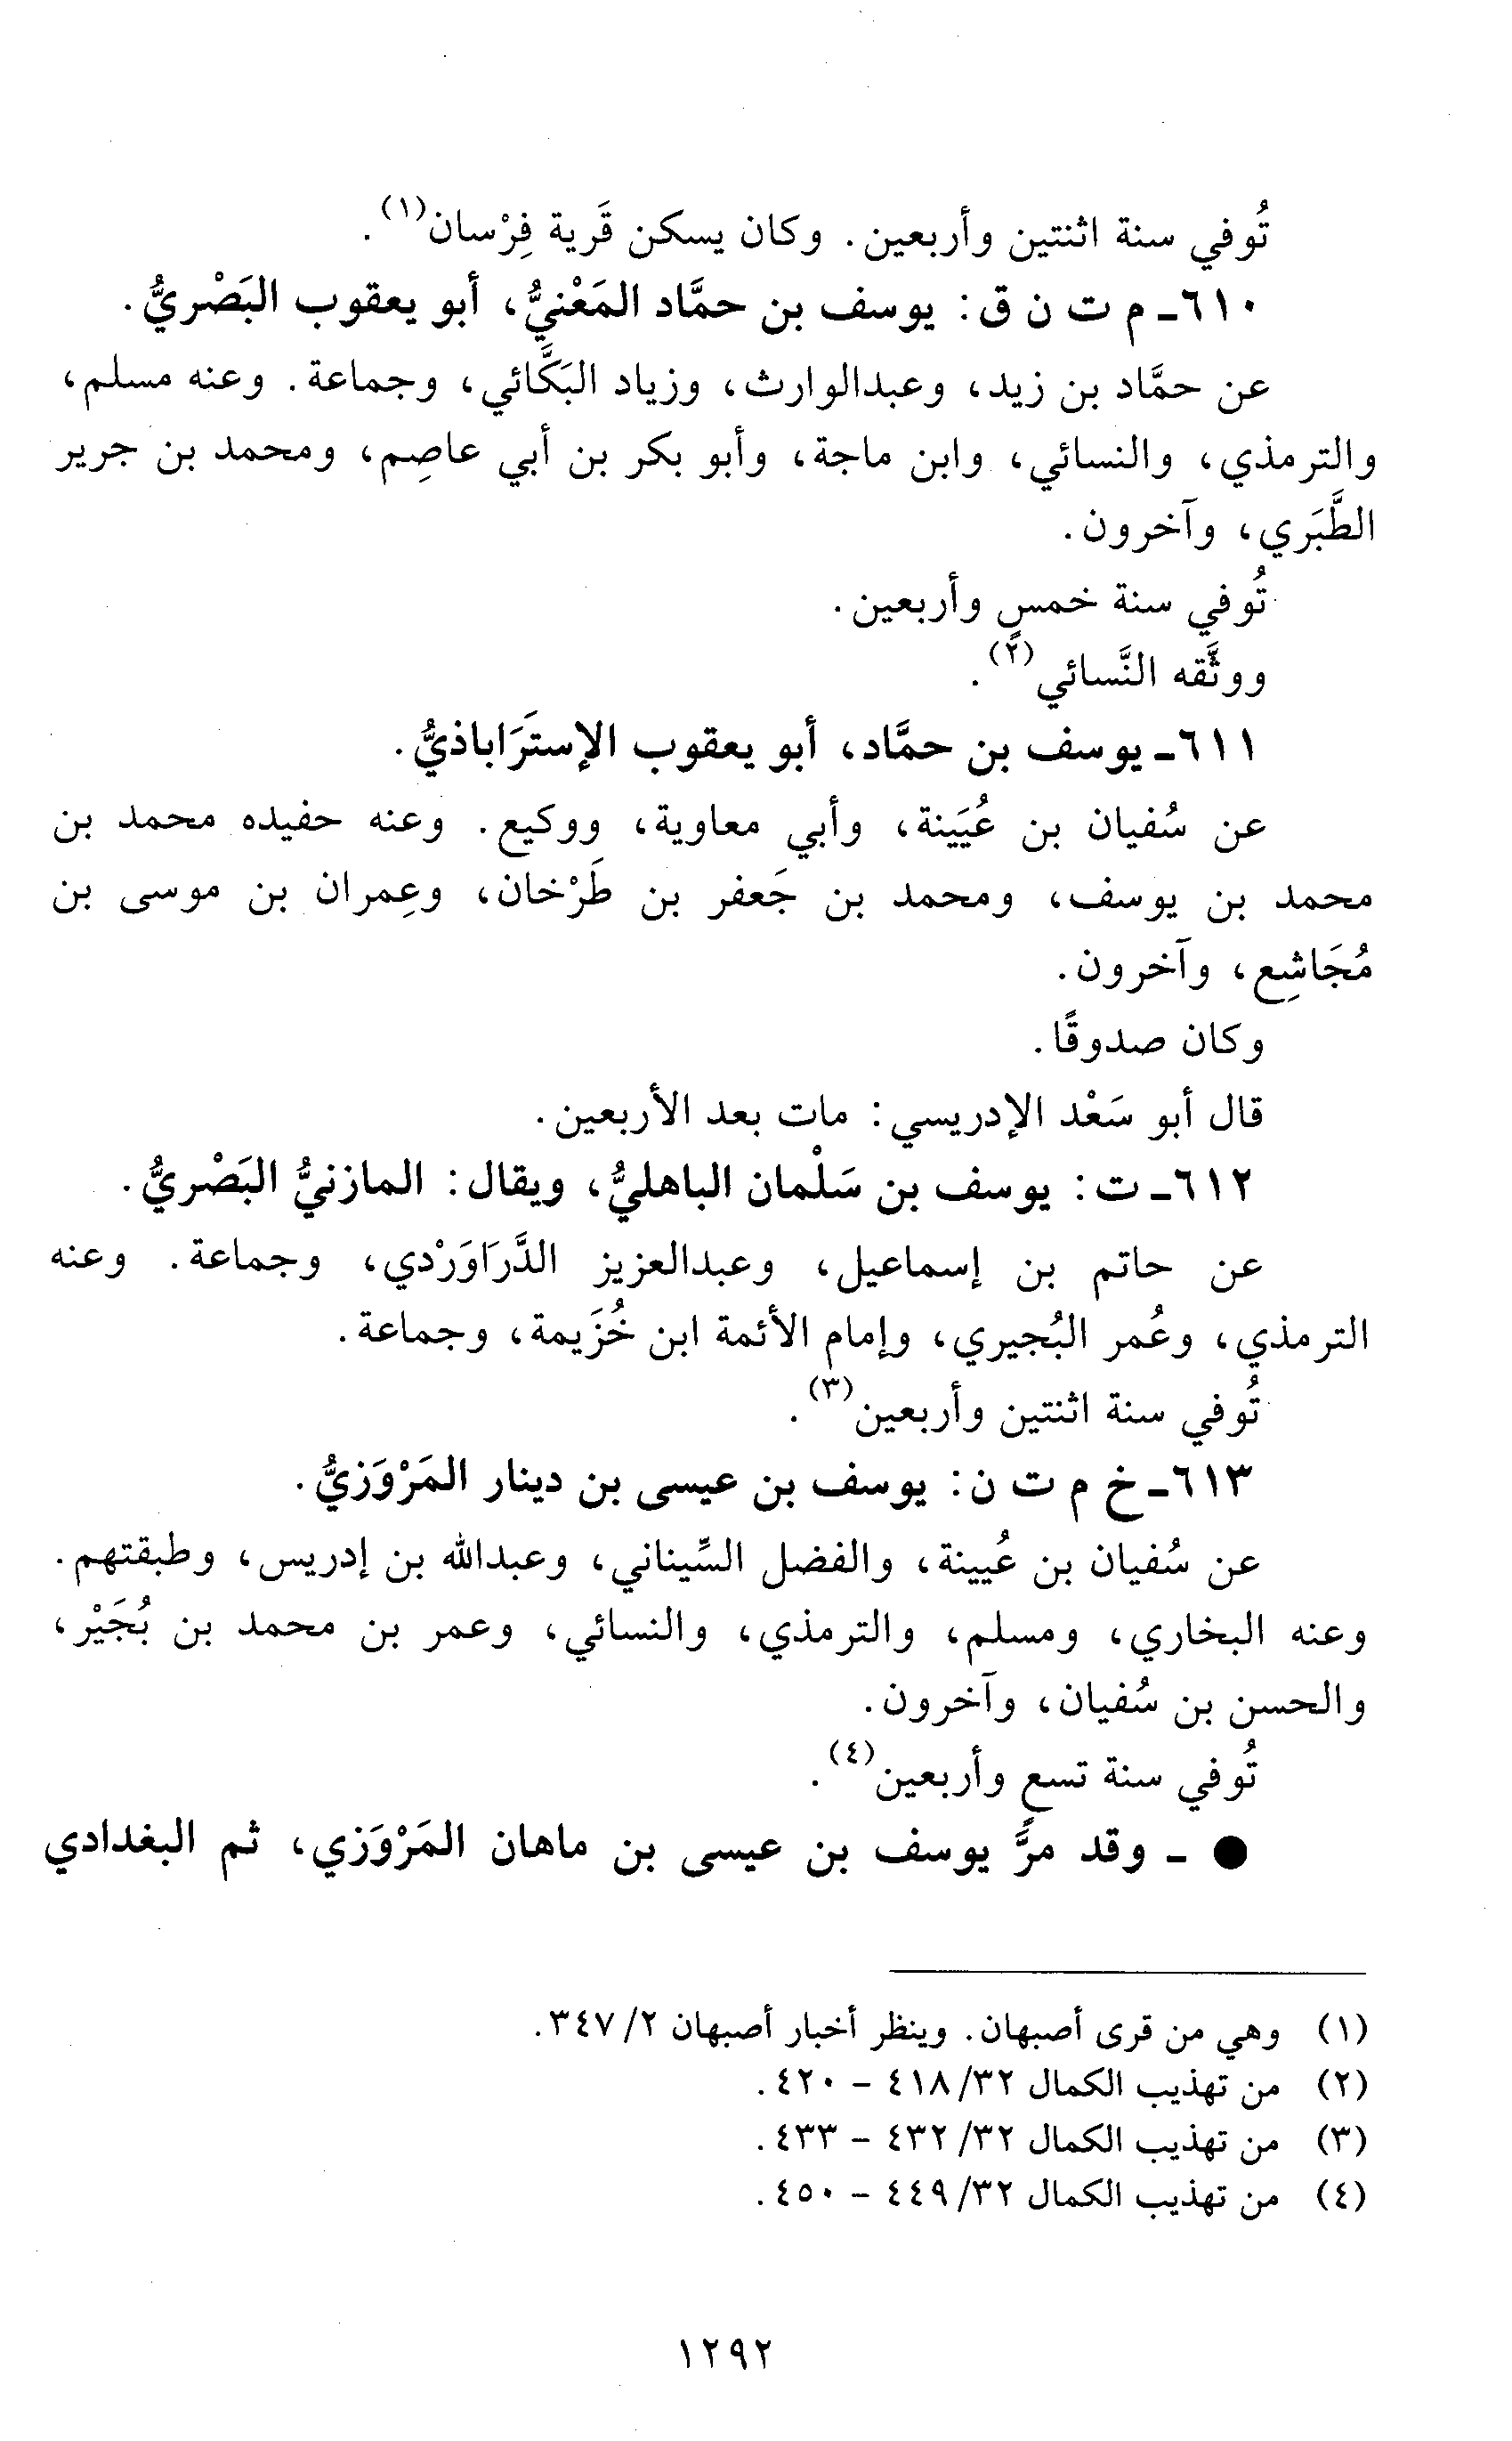 تُوفي سنة اثنتين وأربعين. وكان يسكن قَرية فِرْسان(١).
٦١٠ـ م ت ن ق: يوسف بن حمَّاد المَعْنيُّ، أبو يعقوب البَصْريُّ.
عن حمَّاد بن زيد، وعبدالوارث، وزياد البَكَّائي، وجماعة. وعنه مسلم،
والترمذي، والنسائي، وابن ماجة، وأبو بكر بن أبي عاصِم، ومحمد بن جرير
الطَّبَري، وآخرون.
تُوفي سنة خمسٍ وأربعين.
ووثَّقه النَّسائي(٢).
٦١١ـ يوسف بن حمَّاد، أبو يعقوب الإستَرَاباذيُّ.
عن سُفيان بن عُيَينة، وأبي معاوية، ووكيع. وعنه حفيده محمد بن
محمد بن يوسف، ومحمد بن جَعفر بن طَرْخان، وعِمران بن موسى بن
مُجَاشِع، وآخرون.
وكان صدوقًا.
قال أبو سَعْد الإدريسي: مات بعد الأربعين.
٦١٢ـ ت: يوسف بن سَلْمان الباهليُّ، ويقال: المازنيُّ البَصْريُّ.
عن حاتم بن إسماعيل، وعبدالعزيز الدَّرَاوَرْدي، وجماعة. وعنه
الترمذي، وعُمر البُجيري، وإمام الأئمة ابن خُزَيمة، وجماعة.
تُوفي سنة اثنتين وأربعين(٣).
٦١٣ـ خ م ت ن: يوسف بن عيسى بن دينار المَرْوَزيُّ.
عن سُفيان بن عُيينة، والفضل السِّيناني، وعبدالله بن إدريس، وطبقتهم.
وعنه البخاري، ومسلم، والترمذي، والنسائي، وعمر بن محمد بن بُجَيْر،
والحسن بن سُفيان، وآخرون.
تُوفي سنة تسعٍ وأربعين(٤).
● ـ وقد مرَّ يوسف بن عيسى بن ماهان المَرْوَزي، ثم البغدادي
(١) وهي من قرى أصبهان. وينظر أخبار أصبهان ٢/ ٣٤٧.
(٢) من تهذيب الكمال ٣٢/ ٤١٨ - ٤٢٠.
(٣) من تهذيب الكمال ٣٢/ ٤٣٢ - ٤٣٣.
(٤) من تهذيب الكمال ٣٢/ ٤٤٩ - ٤٥٠.
١٢٩٢